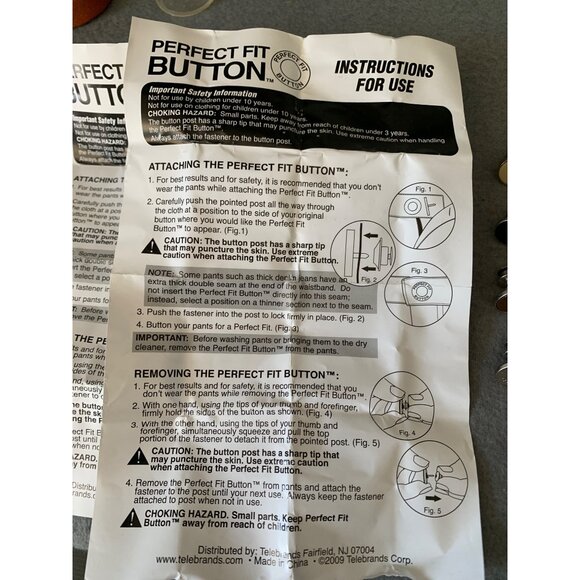 PERFECT FIT
BUTTON™
PERFECT FIT
BUTTON
INSTRUCTIONS
FOR USE
Important Safety Information
Not for use by children under 10 years.
Not for use on clothing for children under 10 years.
CHOKING HAZARD: Small parts. Keep away from reach of children under 3 years.
The button post has a sharp tip that may puncture the skin. Use extreme caution when handling
the Perfect Fit Button™.
Always attach the fastener to the button post.
ATTACHING THE PERFECT FIT BUTTON™:
1. For best results and for safety, it is recommended that you don't
wear the pants while attaching the Perfect Fit Button™.
2. Carefully push the pointed post all the way through
the cloth at a position to the side of your original
button where you would like the Perfect Fit
Button™ to appear. (Fig.1)
CAUTION: The button post has a sharp tip
that may puncture the skin. Use extreme
caution when attaching the Perfect Fit Button.
Fig. 1
Fig. 2
Fig. 3
NOTE: Some parts such as thick denim jeans have an
extra thick double seam at the end of the waistband. Do
not insert the Perfect Fit Button™ directly into this seam;
instead, select a position on a thinner section next to the seam.
3. Push the fastener into the post to lock firmly in place. (Fig. 2)
4. Button your pants for a Perfect Fit. (Fig. 3)
IMPORTANT: Before washing pants or bringing them to the dry
cleaner, remove the Perfect Fit Button™ from the pants.
REMOVING THE PERFECT FIT BUTTON™:
1. For best results and for safety, it is recommended that you
don't wear the pants while removing the Perfect Fit Button™.
2. With one hand, using the tips of your thumb and forefinger,
firmly hold the sides of the button as shown. (Fig. 4)
3. With the other hand, using the tips of your thumb and
forefinger, simultaneously squeeze and pull the top
portion of the fastener to detach it from the pointed post. (Fig. 5)
CAUTION: The button post has a sharp tip that
may puncture the skin. Use extreme caution
when attaching the Perfect Fit Button.
Fig. 4
Fig. 5
4. Remove the Perfect Fit Button™ from pants and attach the
fastener to the post until your next use. Always keep the fastener
attached to post when not in use.
CHOKING HAZARD. Small parts. Keep Perfect Fit
Button™ away from reach of children.
Distributed by: Telebrands Fairfield, NJ 07004
www.telebrands.com • Made in China • ©2009 Telebrands Corp.